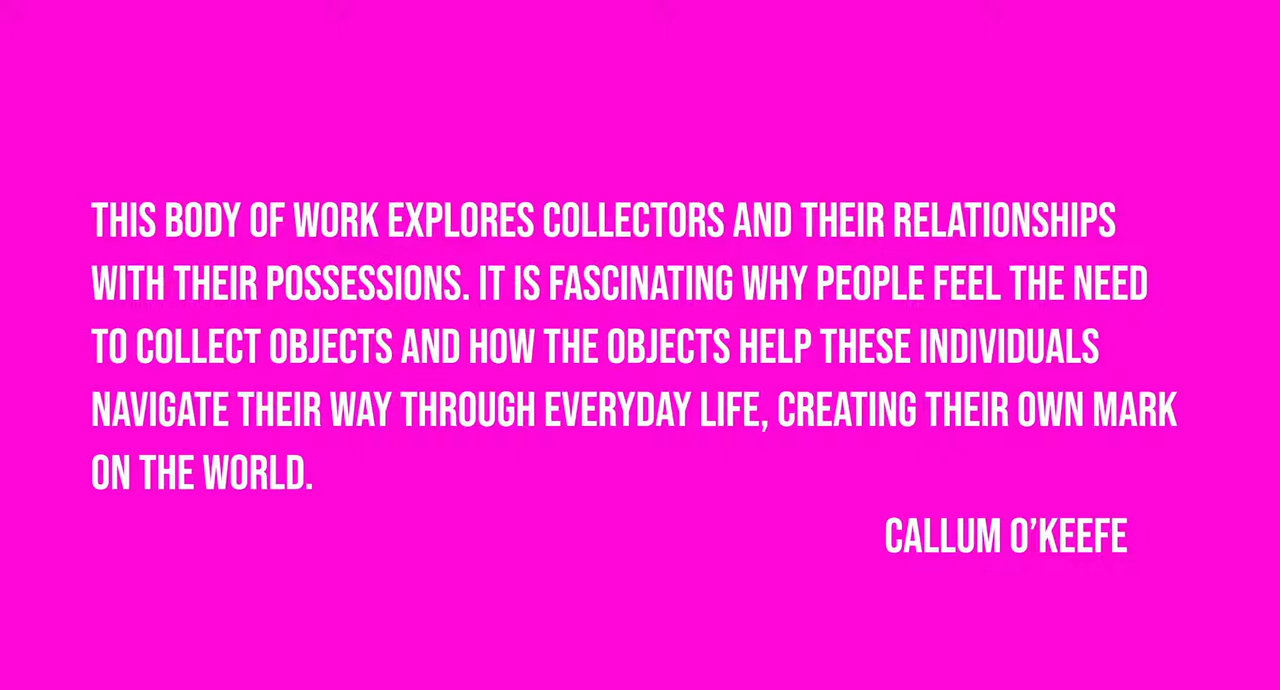 THIS BODY OF WORK EXPLORES COLLECTORS AND THEIR RELATIONSHIPS
WITH THEIR POSSESSIONS. IT IS FASCINATING WHY PEOPLE FEEL THE NEED
TO COLLECT OBJECTS AND HOW THE OBJECTS HELP THESE INDIVIDUALS
NAVIGATE THEIR WAY THROUGH EVERYDAY LIFE, CREATING THEIR OWN MARK
ON THE WORLD.
CALLUM O’KEEFE